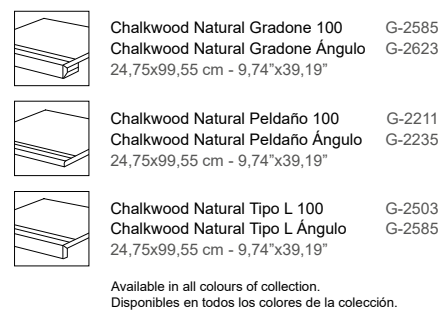 Chalkwood Natural Gradone 100 G-2585
Chalkwood Natural Gradone Ángulo G-2623
24,75x99,55 cm - 9,74”x39,19”
Chalkwood Natural Peldaño 100 G-2211
Chalkwood Natural Peldaño Ángulo G-2235
24,75x99,55 cm - 9,74”x39,19”
Chalkwood Natural Tipo L 100 G-2503
Chalkwood Natural Tipo L Ángulo G-2585
24,75x99,55 cm - 9,74”x39,19”
Available in all colours of collection.
Disponibles en todos los colores de la colección.